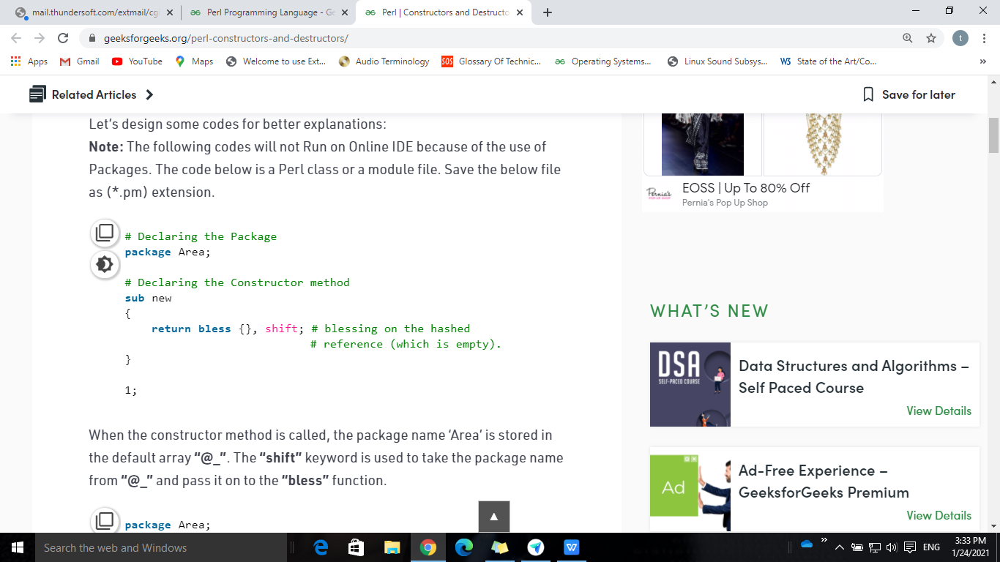 mail.thundersoft.com/extmail/cg
Perl Programming Language - Ge
Perl | Constructors and Destructo
geeksforgeeks.org/perl-constructors-and-destructors/
t
Apps
Gmail
YouTube
Maps
Welcome to use Ext...
Audio Terminology
SOS
Glossary Of Technic...
Operating Systems...
Linux Sound Subsys...
W3
State of the Art/Co...
»
Related Articles
Save for later
Let's design some codes for better explanations:
Note: The following codes will not Run on Online IDE because of the use of
Packages. The code below is a Perl class or a module file. Save the below file
as (*.pm) extension.
# Declaring the Package
package Area;
# Declaring the Constructor method
sub new
{
return bless {}, shift; # blessing on the hashed
# reference (which is empty).
}
1;
When the constructor method is called, the package name ‘Area’ is stored in
the default array “@_”. The “shift” keyword is used to take the package name
from “@_” and pass it on to the “bless” function.
package Area;
Pernia's
POP-UP SHOP
EOSS | Up To 80% Off
Pernia's Pop Up Shop
WHAT'S NEW
DSA
SELF-PACED COURSE
Data Structures and Algorithms –
Self Paced Course
View Details
Ad
Ad-Free Experience –
GeeksforGeeks Premium
View Details
Search the web and Windows
ENG
3:33 PM
1/24/2021